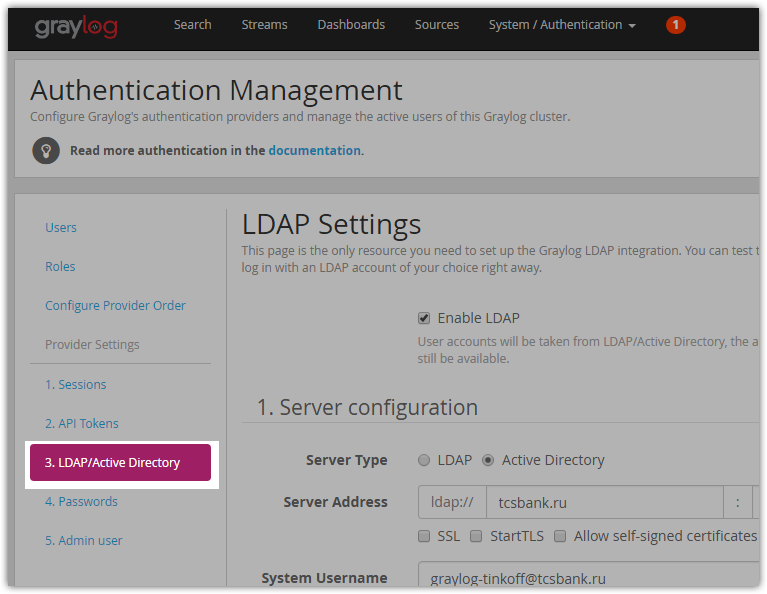 graylog Search Streams Dashboards Sources System / Authentication 1
Authentication Management
Configure Graylog's authentication providers and manage the active users of this Graylog cluster.
Read more authentication in the documentation.
Users
Roles
Configure Provider Order
Provider Settings
1. Sessions
2. API Tokens
3. LDAP/Active Directory
4. Passwords
5. Admin user
LDAP Settings
This page is the only resource you need to set up the Graylog LDAP integration. You can test t
log in with an LDAP account of your choice right away.
Enable LDAP
User accounts will be taken from LDAP/Active Directory, the a
still be available.
1. Server configuration
Server Type LDAP Active Directory
Server Address ldap:// tcsbank.ru :
SSL StartTLS Allow self-signed certificates
System Username graylog-tinkoff@tcsbank.ru